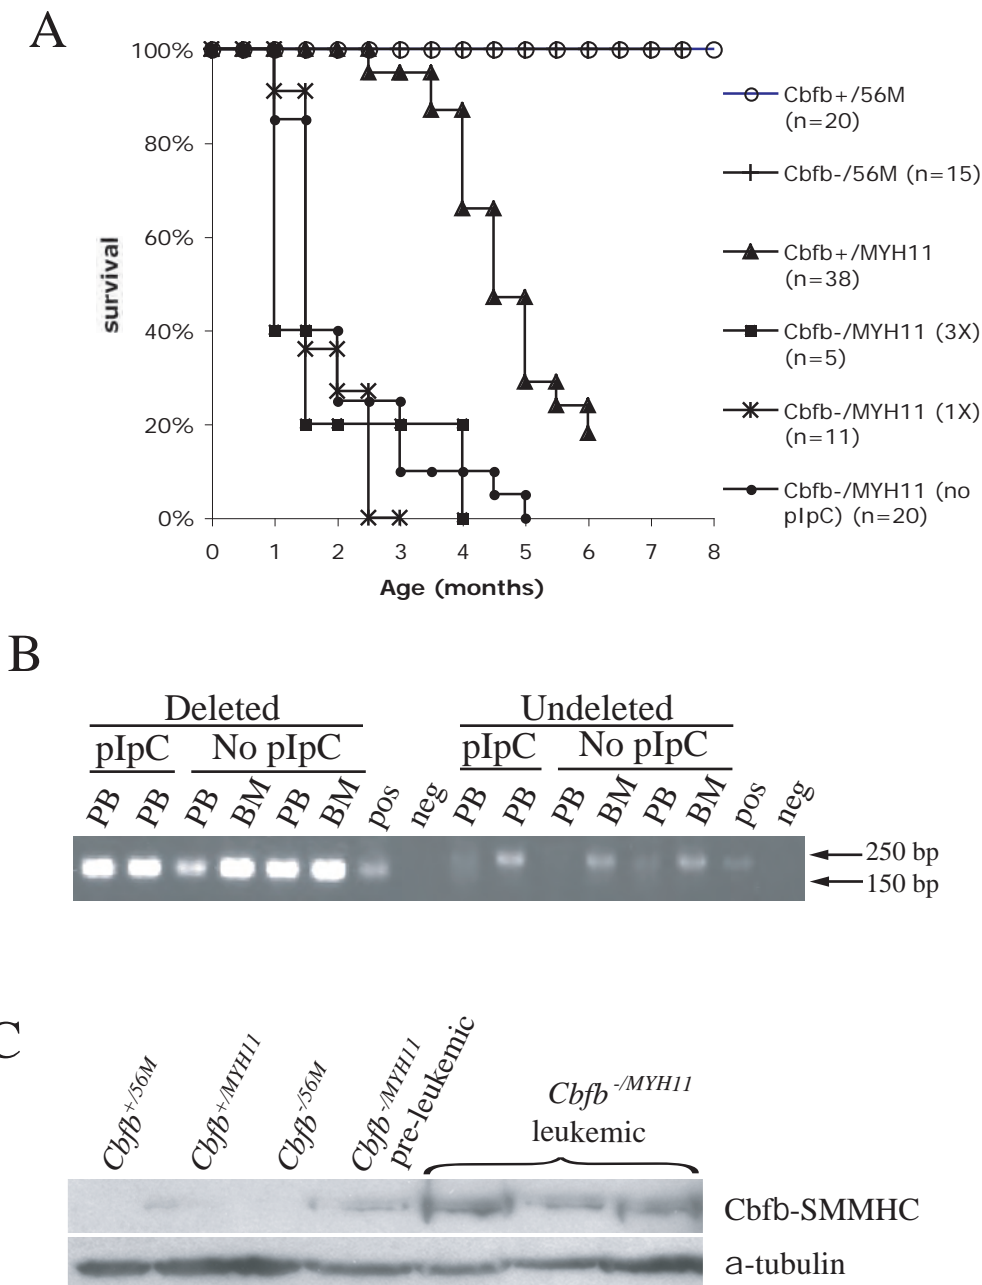 A
100%
80%
60%
40%
20%
0%
survival
0 1 2 3 4 5 6 7 8
Age (months)
Cbfb+/56M
(n=20)
Cbfb-/56M (n=15)
Cbfb+/MYH11
(n=38)
Cbfb-/MYH11 (3X)
(n=5)
Cbfb-/MYH11 (1X)
(n=11)
Cbfb-/MYH11 (no
pIpC) (n=20)
B
Deleted Undeleted
pIpC No pIpC pIpC No pIpC
PB PB PB BM PB BM pos neg PB PB PB BM PB BM pos neg
250 bp
150 bp
C
Cbfb+/56M
Cbfb+/MYH11
Cbfb-/56M
Cbfb-/MYH11
pre-leukemic
Cbfb -/MYH11
leukemic
Cbfb-SMMHC
a-tubulin